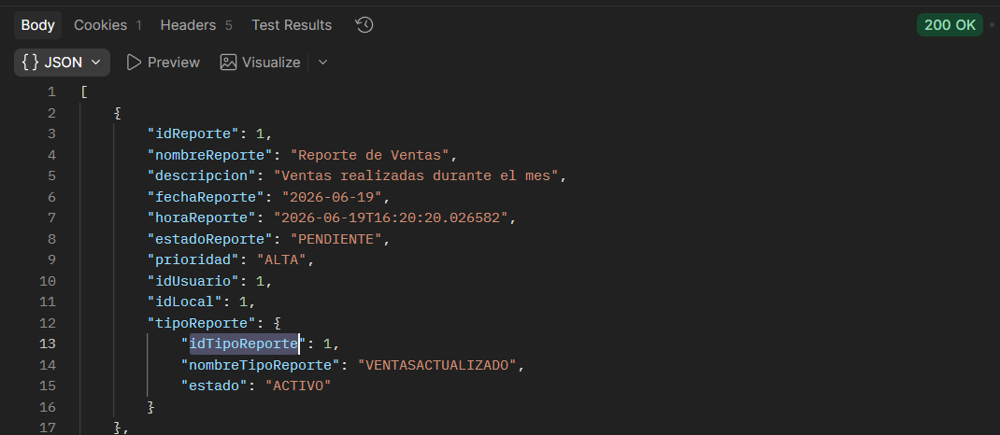 Body Cookies 1 Headers 5 Test Results 200 OK
{} JSON Preview Visualize
1 [
2 {
3 "idReporte": 1,
4 "nombreReporte": "Reporte de Ventas",
5 "descripcion": "Ventas realizadas durante el mes",
6 "fechaReporte": "2026-06-19",
7 "horaReporte": "2026-06-19T16:20:20.026582",
8 "estadoReporte": "PENDIENTE",
9 "prioridad": "ALTA",
10 "idUsuario": 1,
11 "idLocal": 1,
12 "tipoReporte": {
13 "idTipoReporte": 1,
14 "nombreTipoReporte": "VENTASACTUALIZADO",
15 "estado": "ACTIVO"
16 }
17 },